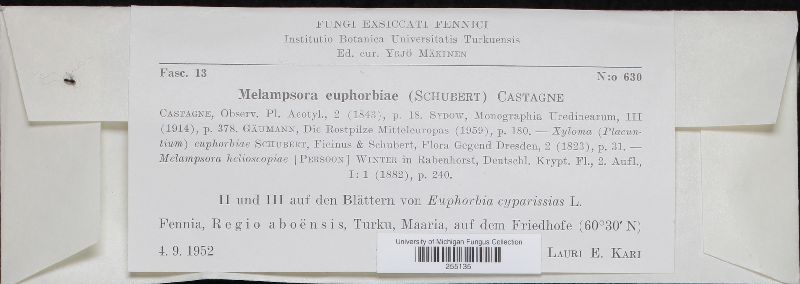 FUNGI EXSICCATI FENNICI
Institutio Botanica Universitatis Turkuensis
Ed. cur. YRJÖ MÄKINEN
Fasc. 13 N:o 630
Melampsora euphorbiae (SCHUBERT) CASTAGNE
CASTAGNE, Observ. Pl. Acotyl., 2 (1843), p. 18. SYDOW, Monographia Uredinearum, III
(1914), p. 378. GÄUMANN, Die Rostpilze Mitteleuropas (1959), p. 180. — Xyloma (Placun-
tium) euphorbiae SCHUBERT, Ficinus & Schubert, Flora Gegend Dresden, 2 (1823), p. 31. —
Melampsora helioscopiae [PERSOON] WINTER in Rabenhorst, Deutschl. Krypt. Fl., 2. Aufl.,
I: 1 (1882), p. 240.
II und III auf den Blättern von Euphorbia cyparissias L.
Fennia, Regio aboënsis, Turku, Maaria, auf dem Friedhofe (60°30′ N)
4. 9. 1952 LAURI E. KARI
University of Michigan Fungus Collection
255135